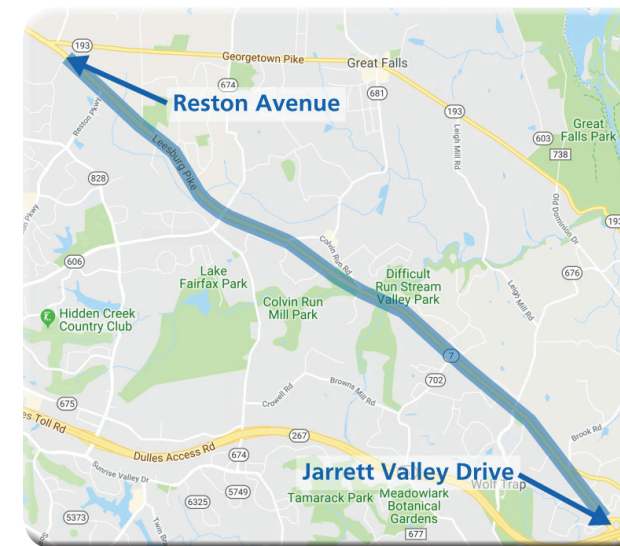 193
Georgetown Pike
Great Falls
674
681
Reston Avenue
Reston Pkwy
193
Leigh Mill Rd
Great
Falls Park
603
738
Leesburg Pike
828
Old Dominion Dr
193
606
Colvin Run Rd
Lake
Fairfax Park
Difficult
Run Stream
Valley Park
676
Colvin Run
Mill Park
Leigh Mill Rd
Hidden Creek
Country Club
7
702
Browns Mill Rd
Crowell Rd
675
es Toll Rd
267
Brook Rd
Dulles Access Rd
674
Jarrett Valley Drive
Sunrise Valley Dr
Wolf Trap
5749
6325
Tamarack Park
Meadowlark
Botanical
Gardens
5373
677